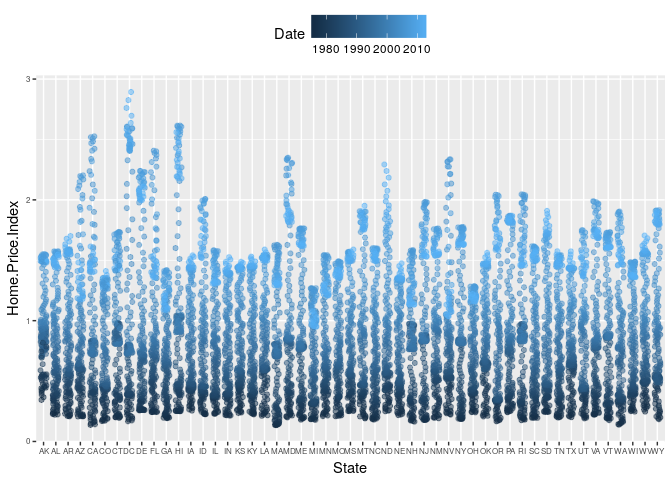 Date
1980 1990 2000 2010
3
2
1
0
Home.Price.Index
AK AL AR AZ CA CO CT DC DE FL GA HI IA ID IL IN KS KY LA MA MD ME MI MN MO MS MT NC ND NE NH NJ NM NV NY OH OK OR PA RI SC SD TN TX UT VA VT WA WI WV WY
State